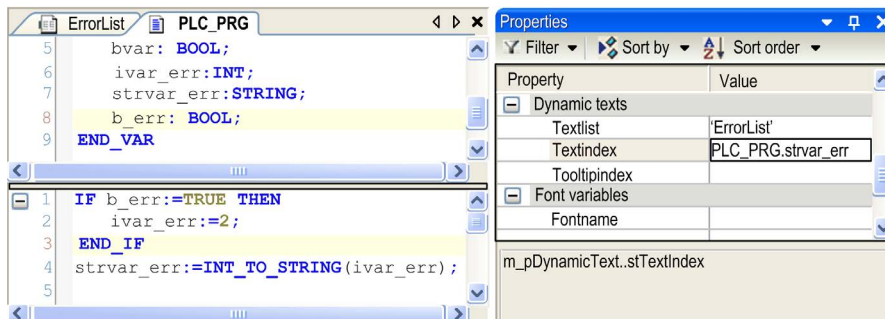 ErrorList PLC_PRG
5 bvar: BOOL;
6 ivar_err:INT;
7 strvar_err:STRING;
8 b_err: BOOL;
9 END_VAR
1 IF b_err:=TRUE THEN
2 ivar_err:=2;
3 END_IF
4 strvar_err:=INT_TO_STRING(ivar_err);
5
Properties
Filter Sort by Sort order
Property Value
Dynamic texts
Textlist 'ErrorList'
Textindex PLC_PRG.strvar_err
Tooltipindex
Font variables
Fontname
m_pDynamicText..stTextIndex